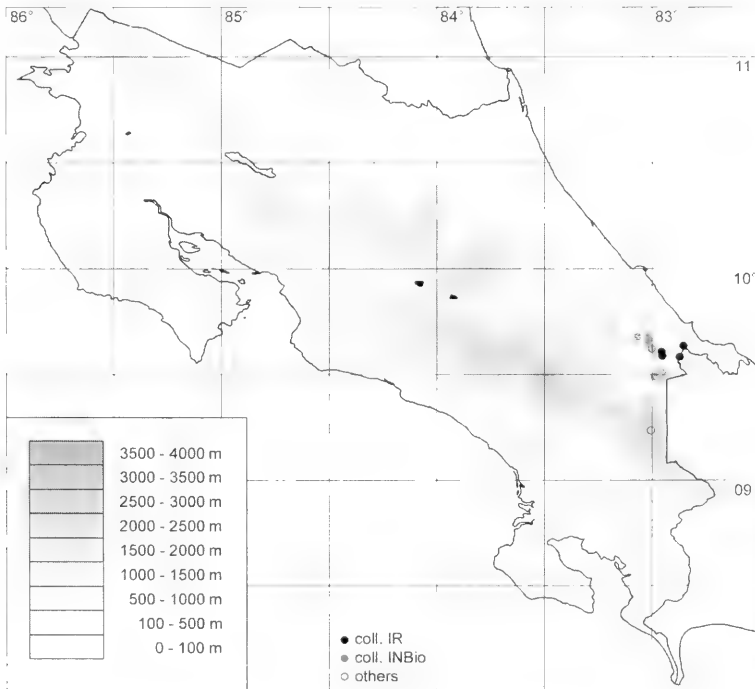 86° 85° 84° 83°
11
10°
09
3500 - 4000 m
3000 - 3500 m
2500 - 3000 m
2000 - 2500 m
1500 - 2000 m
1000 - 1500 m
500 - 1000 m
100 - 500 m
0 - 100 m
coll. IR
coll. INBio
others